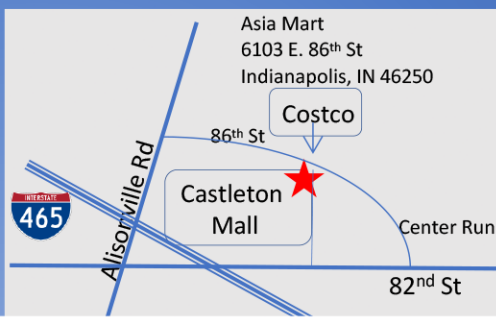 Asia Mart
6103 E. 86th St
Indianapolis, IN 46250
Costco
86th St
Alisonville Rd
Castleton
Mall
INTERSTATE
465
Center Run
82nd St